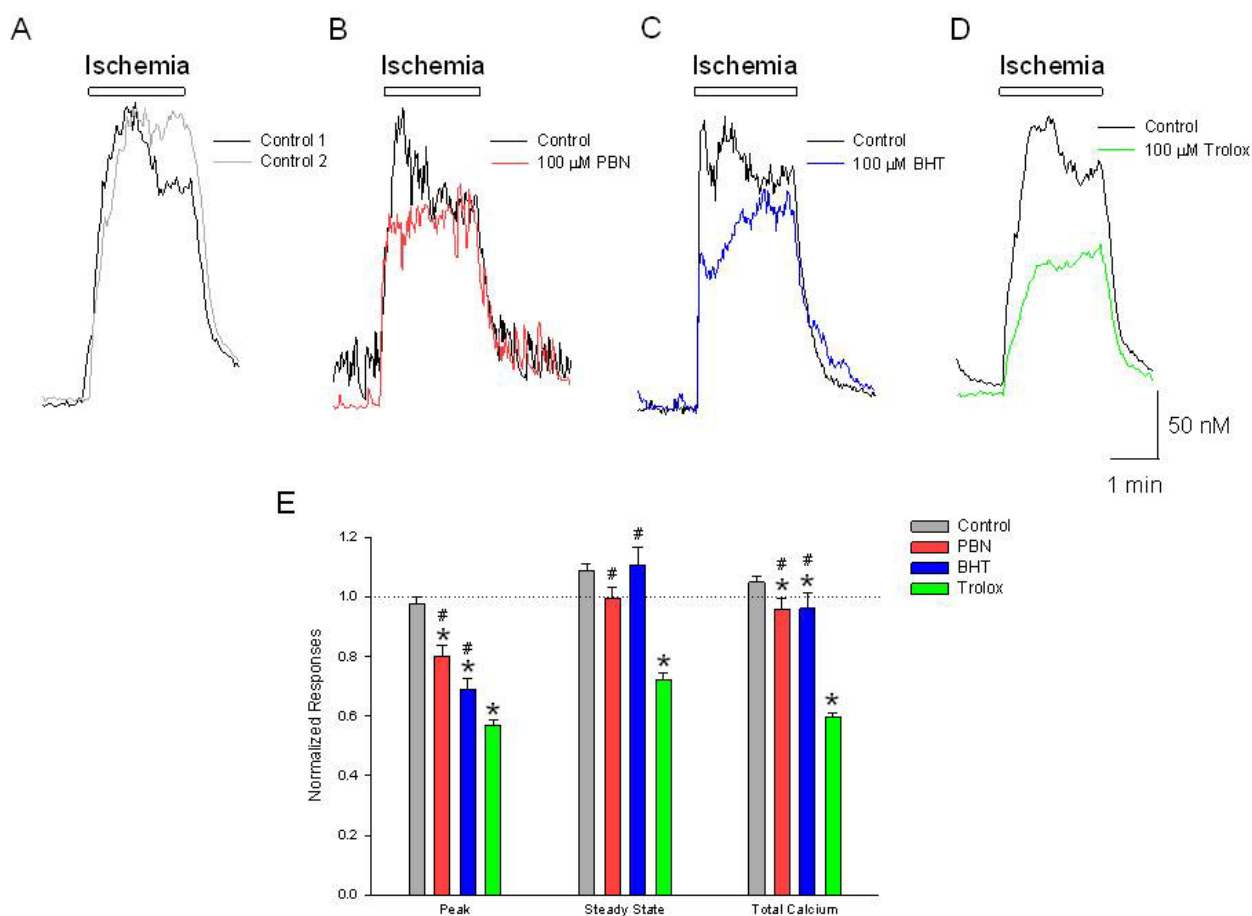 A
Ischemia
Control 1
Control 2
B
Ischemia
Control
100 µM PBN
C
Ischemia
Control
100 µM BHT
D
Ischemia
Control
100 µM Trolox
50 nM
1 min
E
Control
PBN
BHT
Trolox
Normalized Responses
1.2
1.0
0.8
0.6
0.4
0.2
0.0
#
*
#
*
*
#
#
*
#
*
#
*
*
Peak
Steady State
Total Calcium